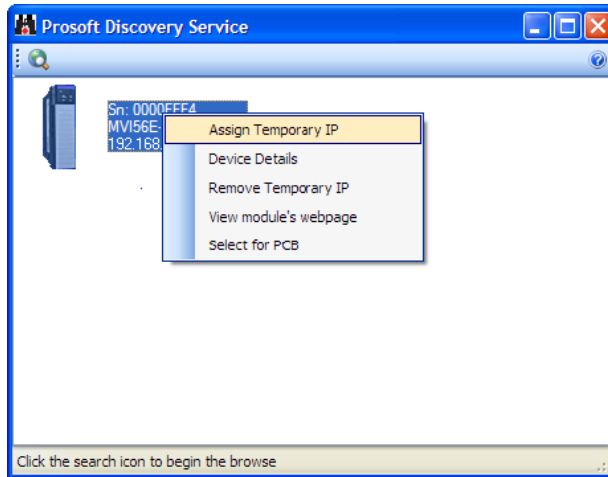 Prosoft Discovery Service
Sn: 0000FFF4
MVI56E-
192.168.
Assign Temporary IP
Device Details
Remove Temporary IP
View module's webpage
Select for PCB
Click the search icon to begin the browse